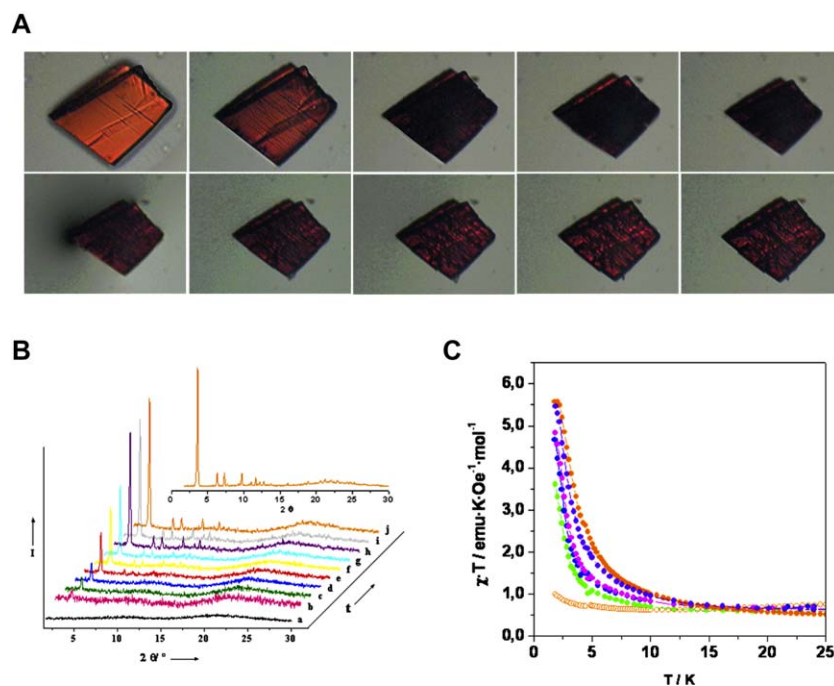 A
B
I
2 θ
0 5 10 15 20 25 30
j
i
h
g
f
e
d
c
b
a
t
5 10 15 20 25 30
2 θ/ °
C
6,0
5,0
4,0
3,0
2,0
1,0
0,0
χ T / emu·K·Oe⁻¹·mol⁻¹
0 5 10 15 20 25
T / K